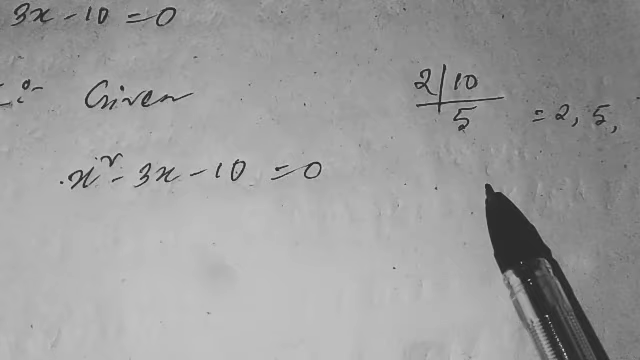 3x - 10 = 0
Given
2 | 10
5 = 2, 5,
x² - 3x - 10 = 0